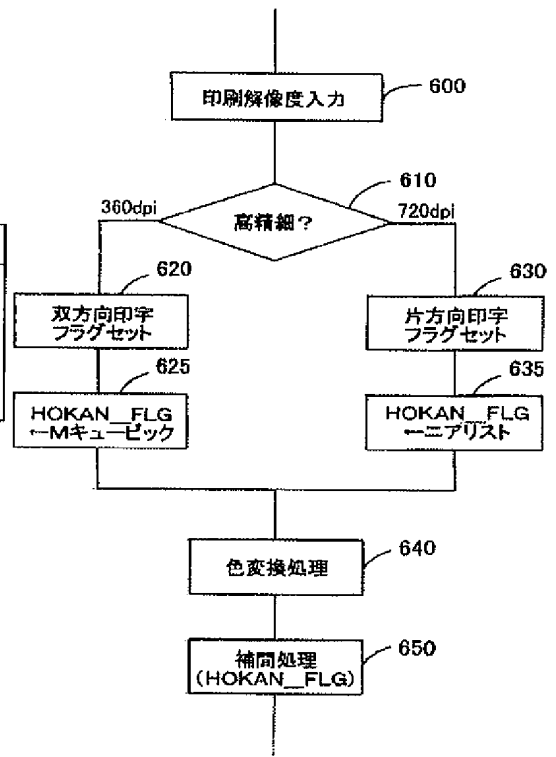 印刷解像度入力
600
高精細？
610
360dpi
720dpi
双方向印字
フラグセット
620
片方向印字
フラグセット
630
HOKAN__FLG
←Mキュービック
625
HOKAN__FLG
←ニアリスト
635
色変換処理
640
補間処理
(HOKAN__FLG)
650